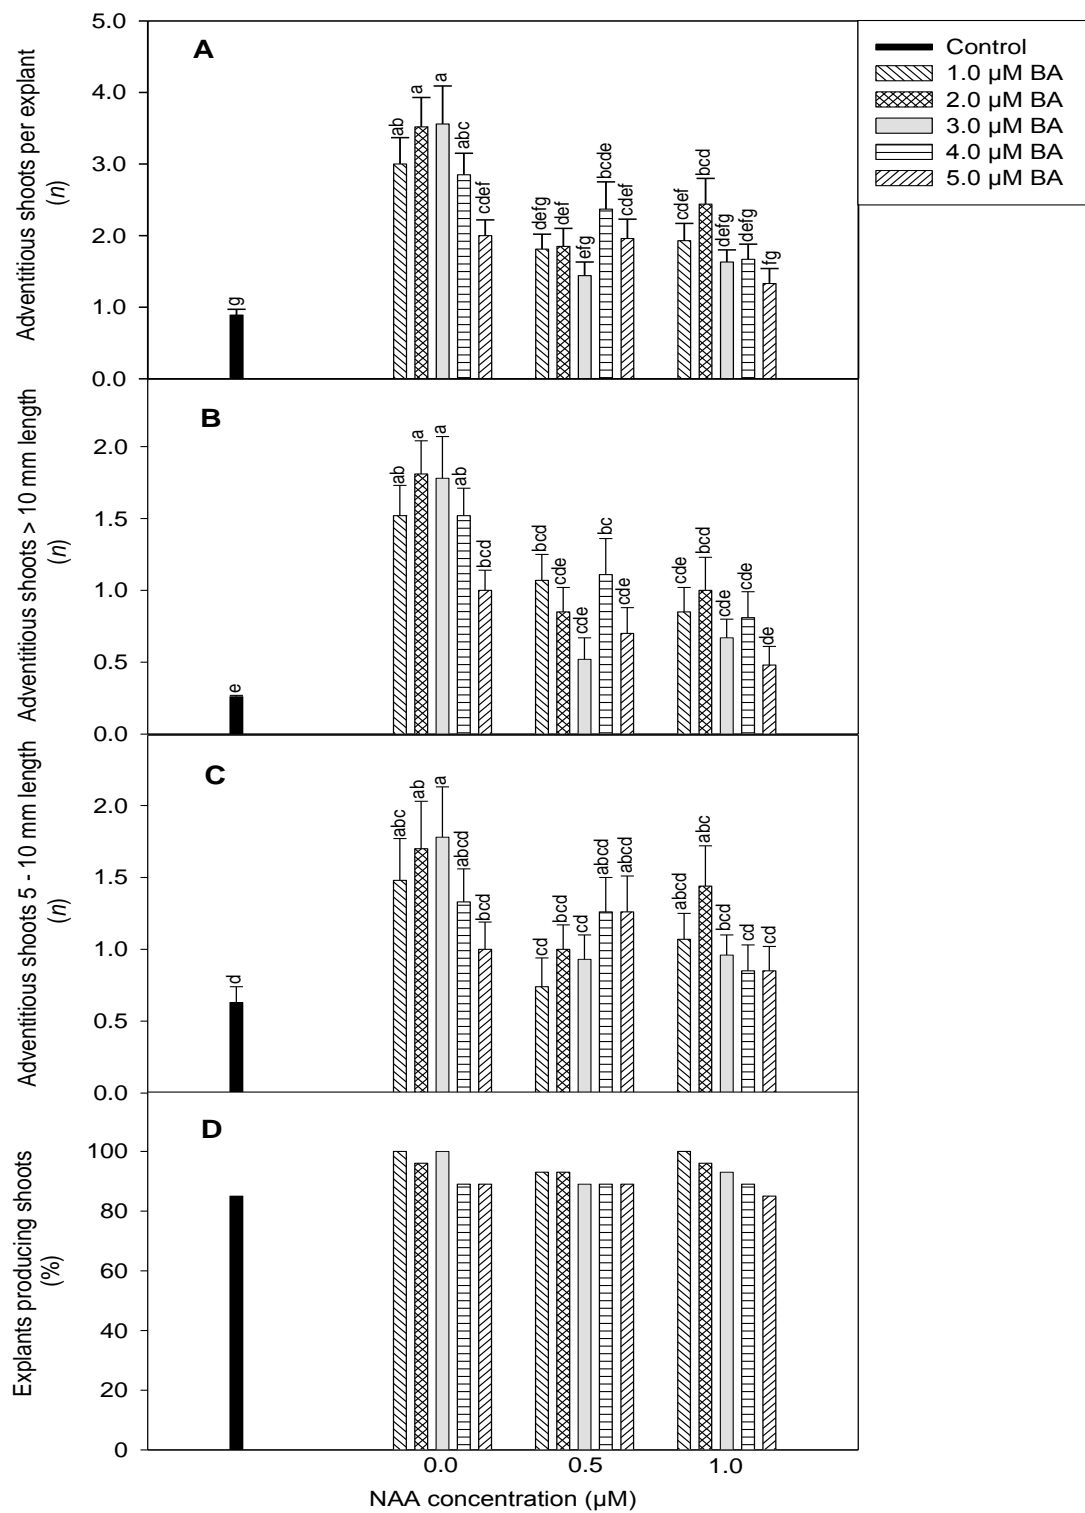 A
Adventitious shoots per explant
(n)
5.0
4.0
3.0
2.0
1.0
0.0
g
ab
a
a
abc
cdef
defg
def
efg
bcde
cdef
cdef
bcd
defg
defg
fg
Control
1.0 µM BA
2.0 µM BA
3.0 µM BA
4.0 µM BA
5.0 µM BA
B
Adventitious shoots > 10 mm length
(n)
2.0
1.5
1.0
0.5
0.0
e
ab
a
a
ab
bcd
bcd
cde
cde
bc
cde
cde
bcd
cde
cde
de
C
Adventitious shoots 5 - 10 mm length
(n)
2.0
1.5
1.0
0.5
0.0
d
abc
ab
a
abcd
bcd
cd
bcd
cd
abcd
abcd
abcd
abc
bcd
cd
cd
D
Explants producing shoots
(%)
100
80
60
40
20
0
0.0 0.5 1.0
NAA concentration (µM)